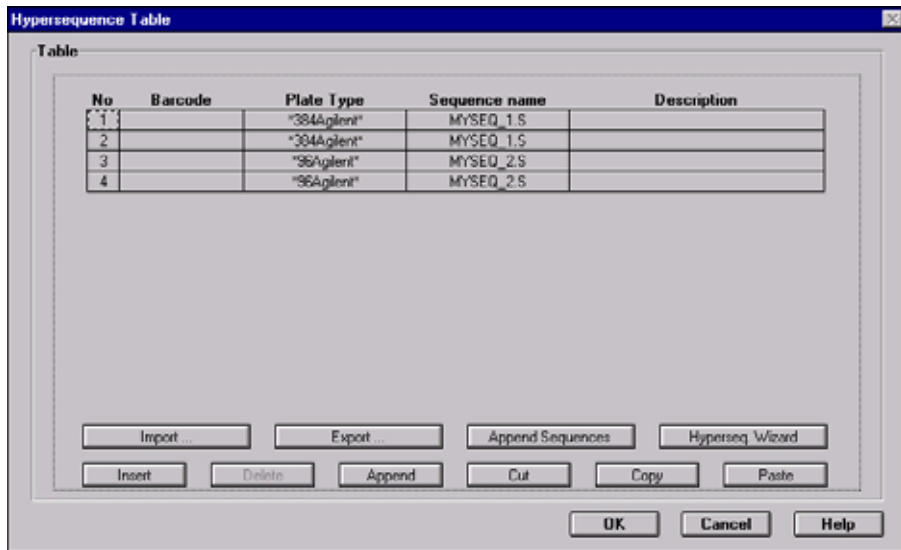 Hypersequence Table
Table
No Barcode Plate Type Sequence name Description
1 "384Agilent" MYSEQ_1.S
2 "384Agilent" MYSEQ_1.S
3 "96Agilent" MYSEQ_2.S
4 "96Agilent" MYSEQ_2.S
Import ... Export ... Append Sequences Hyperseq. Wizard
Insert Delete Append Cut Copy Paste
OK Cancel Help